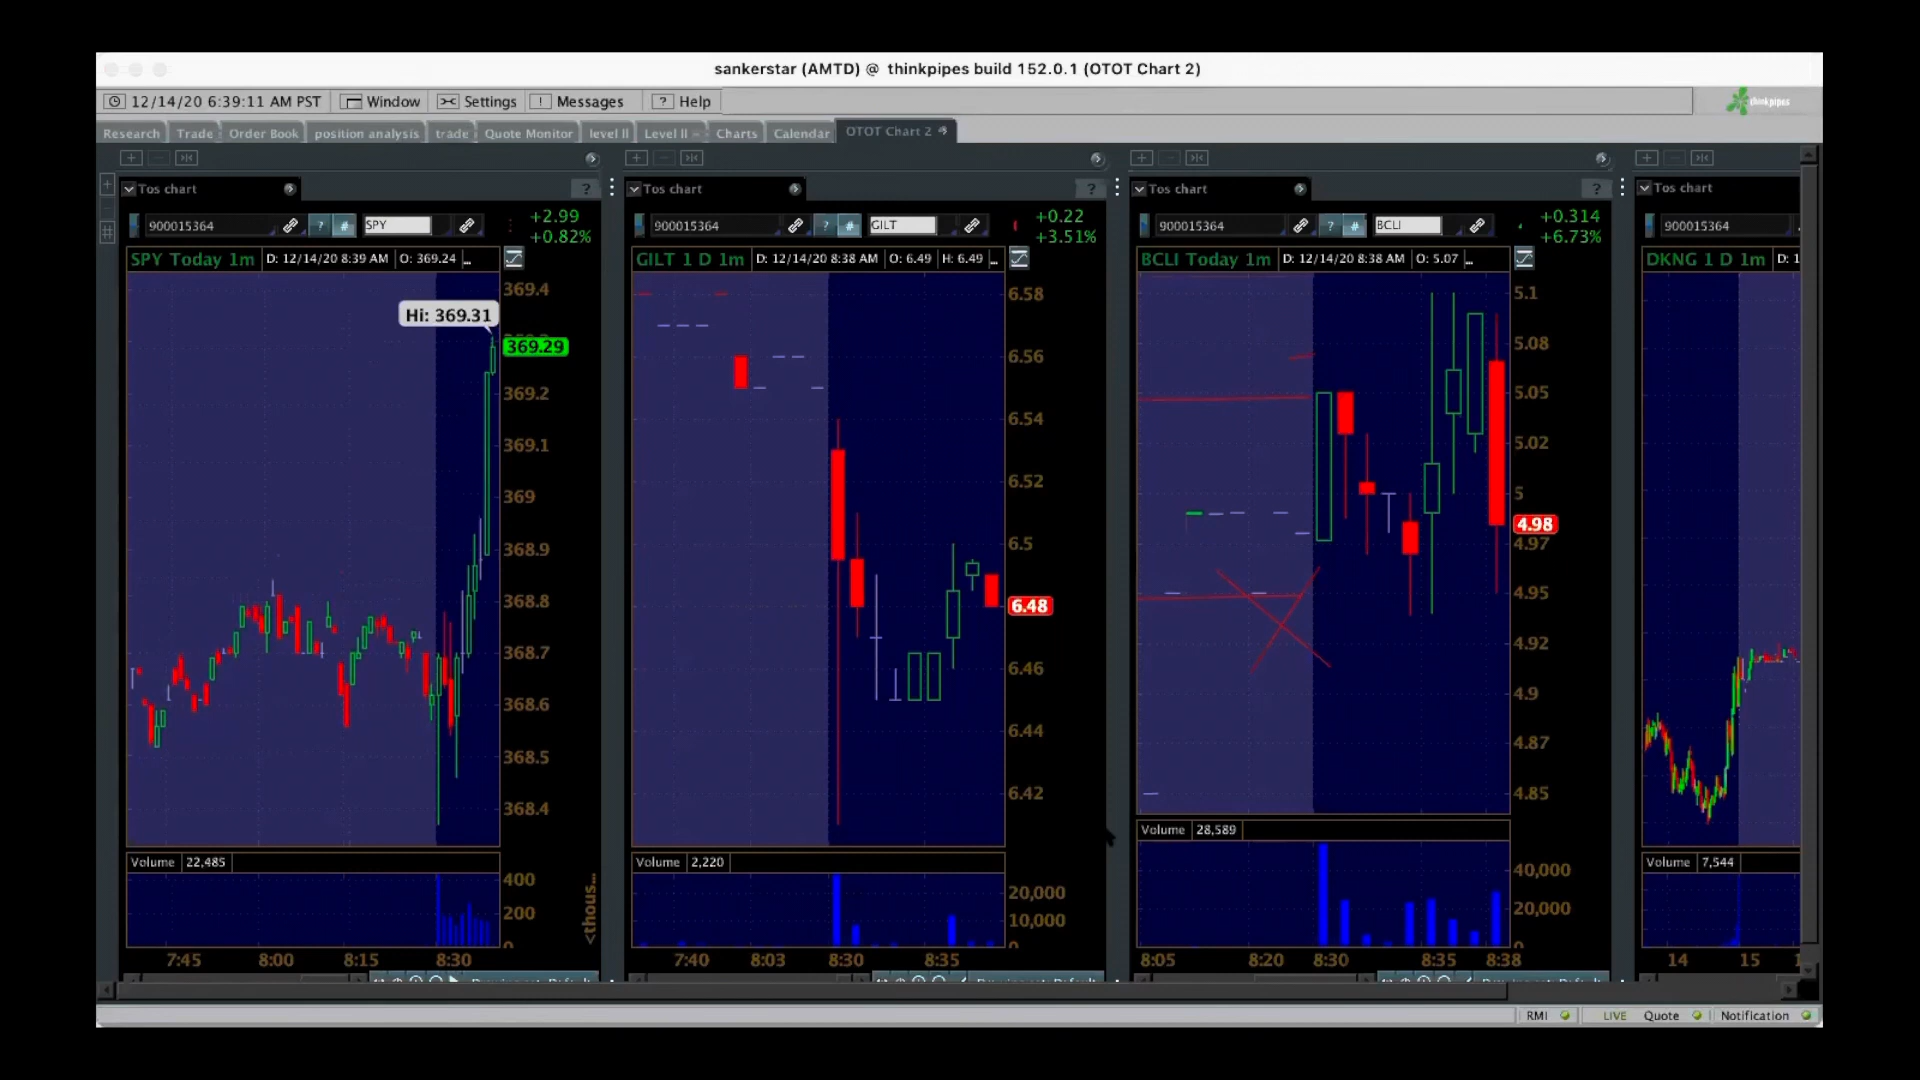 sankerstar (AMTD) @ thinkpipes build 152.0.1 (OTOT Chart 2)
12/14/20 6:39:11 AM PST Window Settings ! Messages ? Help thinkpipes
Research Trade Order Book position analysis trade Quote Monitor level II Level II Charts Calendar OTOT Chart 2
Tos chart ?
900015364 ? # SPY +2.99
+0.82%
SPY Today 1m D: 12/14/20 8:39 AM O: 369.24 ...
369.4
Hi: 369.31
369.29
369.2
369.1
369
368.9
368.8
368.7
368.6
368.5
368.4
Volume 22,485
400
200
0
<thous...
7:45 8:00 8:15 8:30
Tos chart ?
900015364 ? # GILT +0.22
+3.51%
GILT 1 D 1m D: 12/14/20 8:38 AM O: 6.49 H: 6.49 ...
6.58
6.56
6.54
6.52
6.5
6.48
6.46
6.44
6.42
Volume 2,220
20,000
10,000
0
7:40 8:03 8:30 8:35
Tos chart ?
900015364 ? # BCLI +0.314
+6.73%
BCLI Today 1m D: 12/14/20 8:38 AM O: 5.07 ...
5.1
5.08
5.05
5.02
5
4.98
4.97
4.95
4.92
4.9
4.87
4.85
Volume 28,589
40,000
20,000
0
8:05 8:20 8:30 8:35 8:38
Tos chart
900015364
DKNG 1 D 1m D: 1
Volume 7,544
14 15 1
RMI LIVE Quote Notification